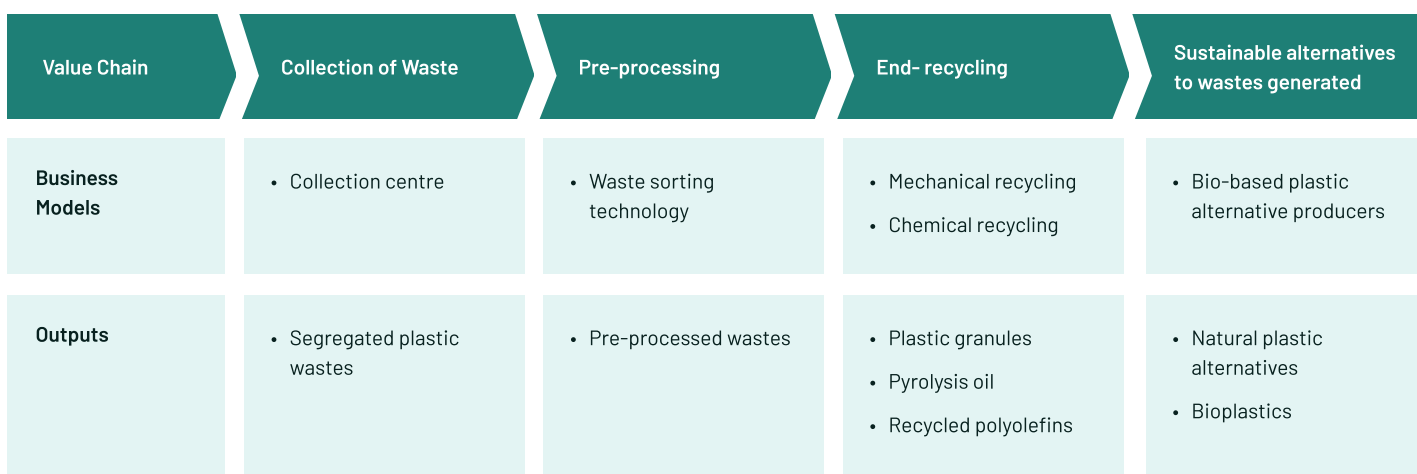 Value Chain
Collection of Waste
Pre-processing
End- recycling
Sustainable alternatives
to wastes generated
Business
Models
• Collection centre
• Waste sorting
technology
• Mechanical recycling
• Chemical recycling
• Bio-based plastic
alternative producers
Outputs
• Segregated plastic
wastes
• Pre-processed wastes
• Plastic granules
• Pyrolysis oil
• Recycled polyolefins
• Natural plastic
alternatives
• Bioplastics